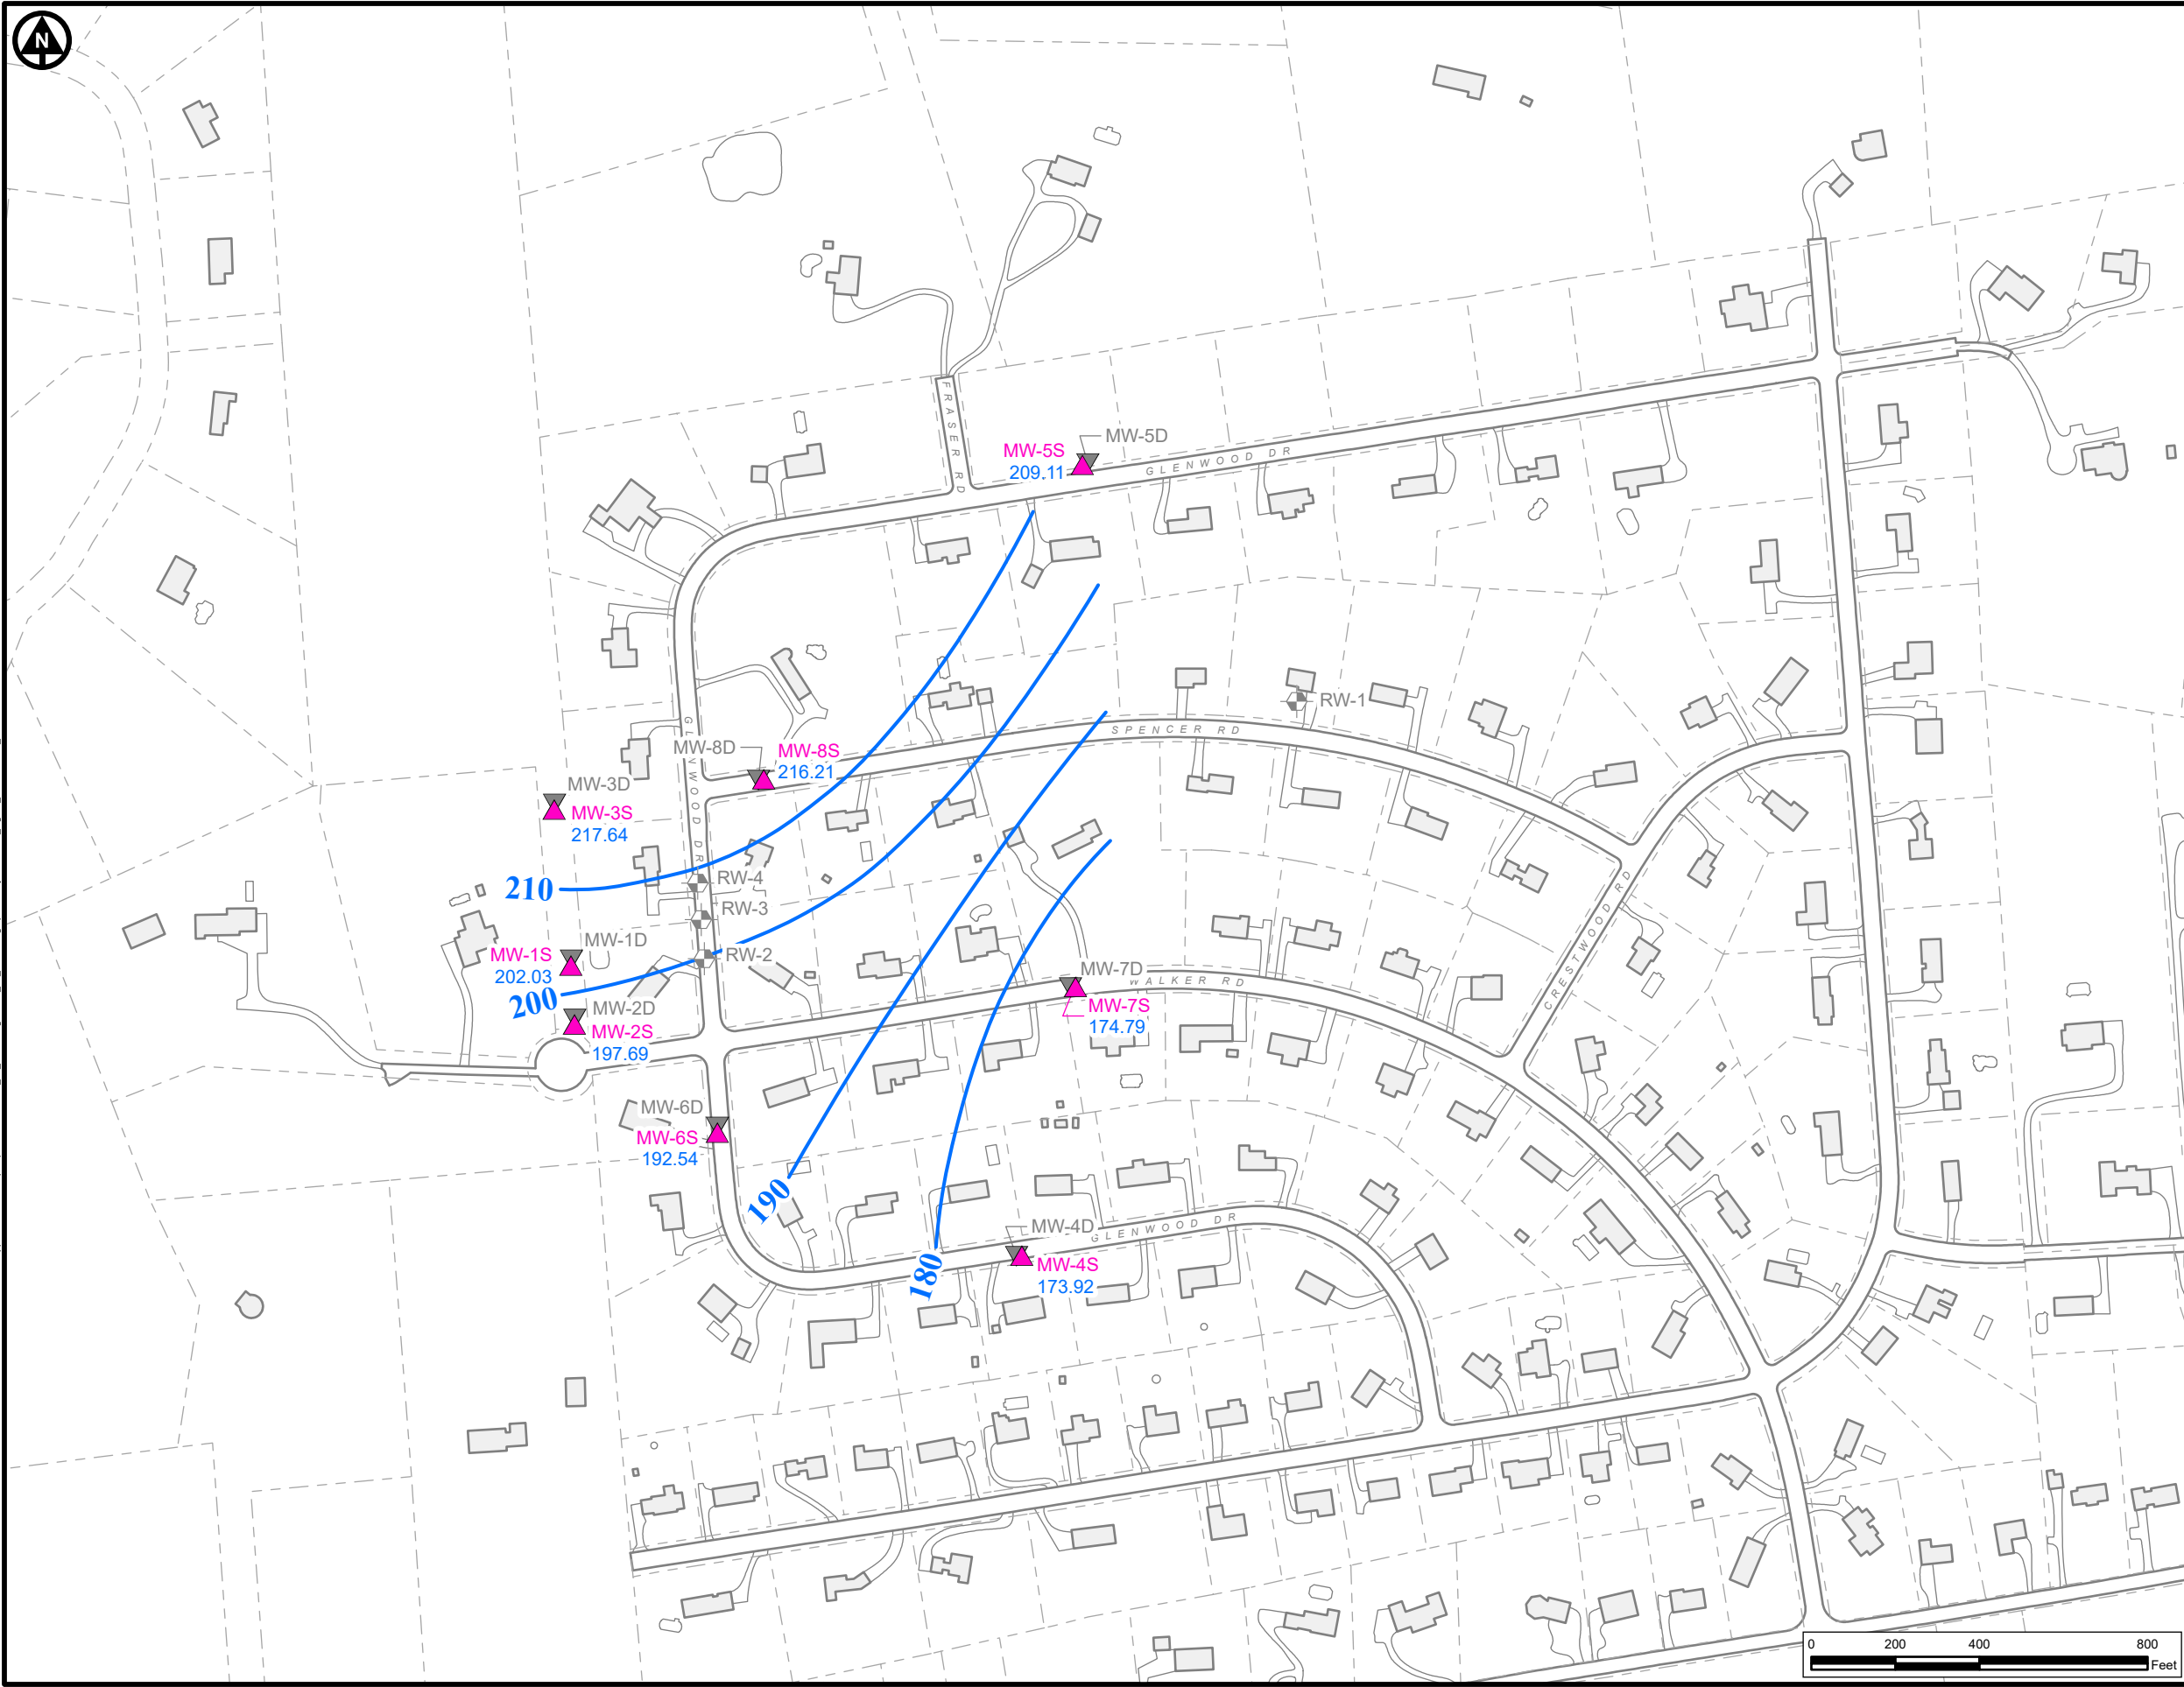 N
FRASER RD
MW-5D
MW-5S
209.11
GLENWOOD DR
RW-1
SPENCER RD
GLENWOOD DR
MW-8D
MW-8S
216.21
MW-3D
MW-3S
217.64
210
RW-4
RW-3
CRESTWOOD RD
MW-1D
MW-1S
202.03
RW-2
200
MW-7D
WALKER RD
MW-2D
MW-2S
197.69
MW-7S
174.79
MW-6D
MW-6S
192.54
190
MW-4D
GLENWOOD DR
MW-4S
173.92
180
0 200 400 800
Feet